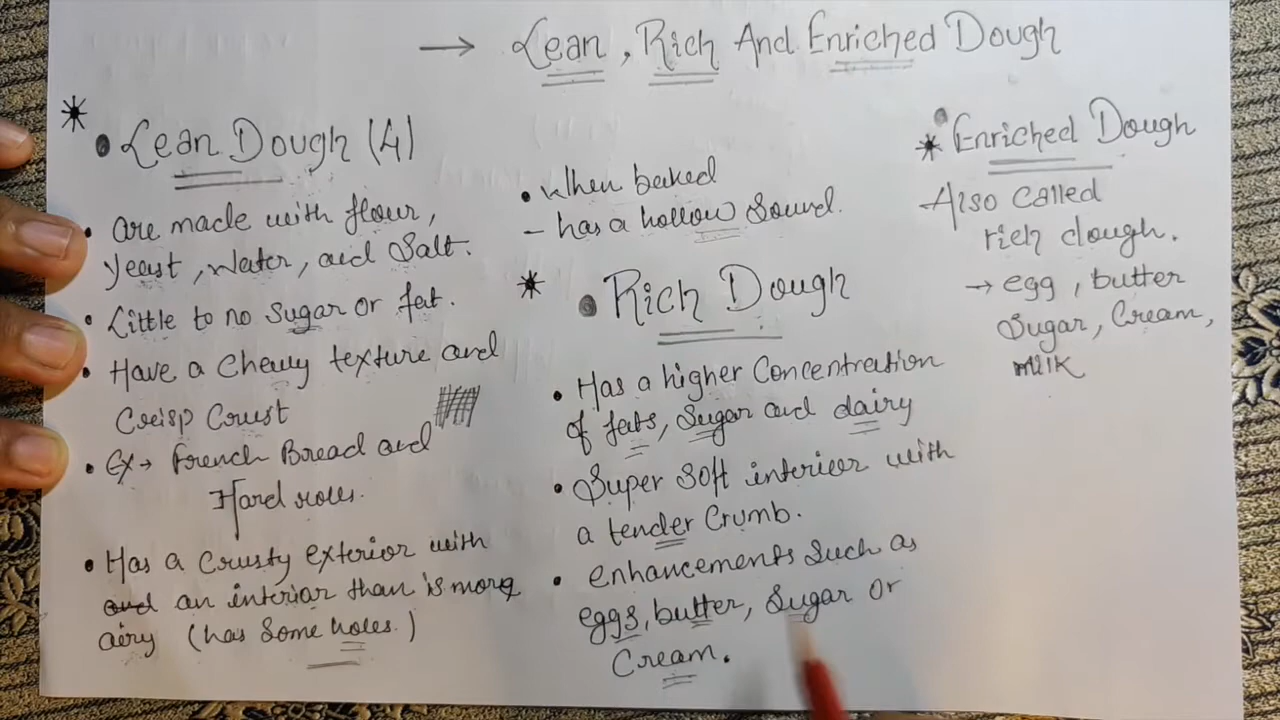 → Lean, Rich And Enriched Dough
• Lean Dough (4)
• are made with flour,
yeast, water, and Salt.
• Little to no Sugar or fat.
• Have a Chewy texture and
Crisp Crust
• Ex → French Bread and
Hard roles.
• Has a Crusty exterior with
and an interior than is more
airy (has Some holes.)
• When baked
- has a hollow Sound.
• Rich Dough
• Has a higher Concentration
of fats, Sugar and dairy
• Super Soft interior with
a tender Crumb.
• enhancements Such as
eggs, butter, Sugar or
Cream.
• Enriched Dough
Also called
rich dough.
→ egg, butter
Sugar, Cream,
milk